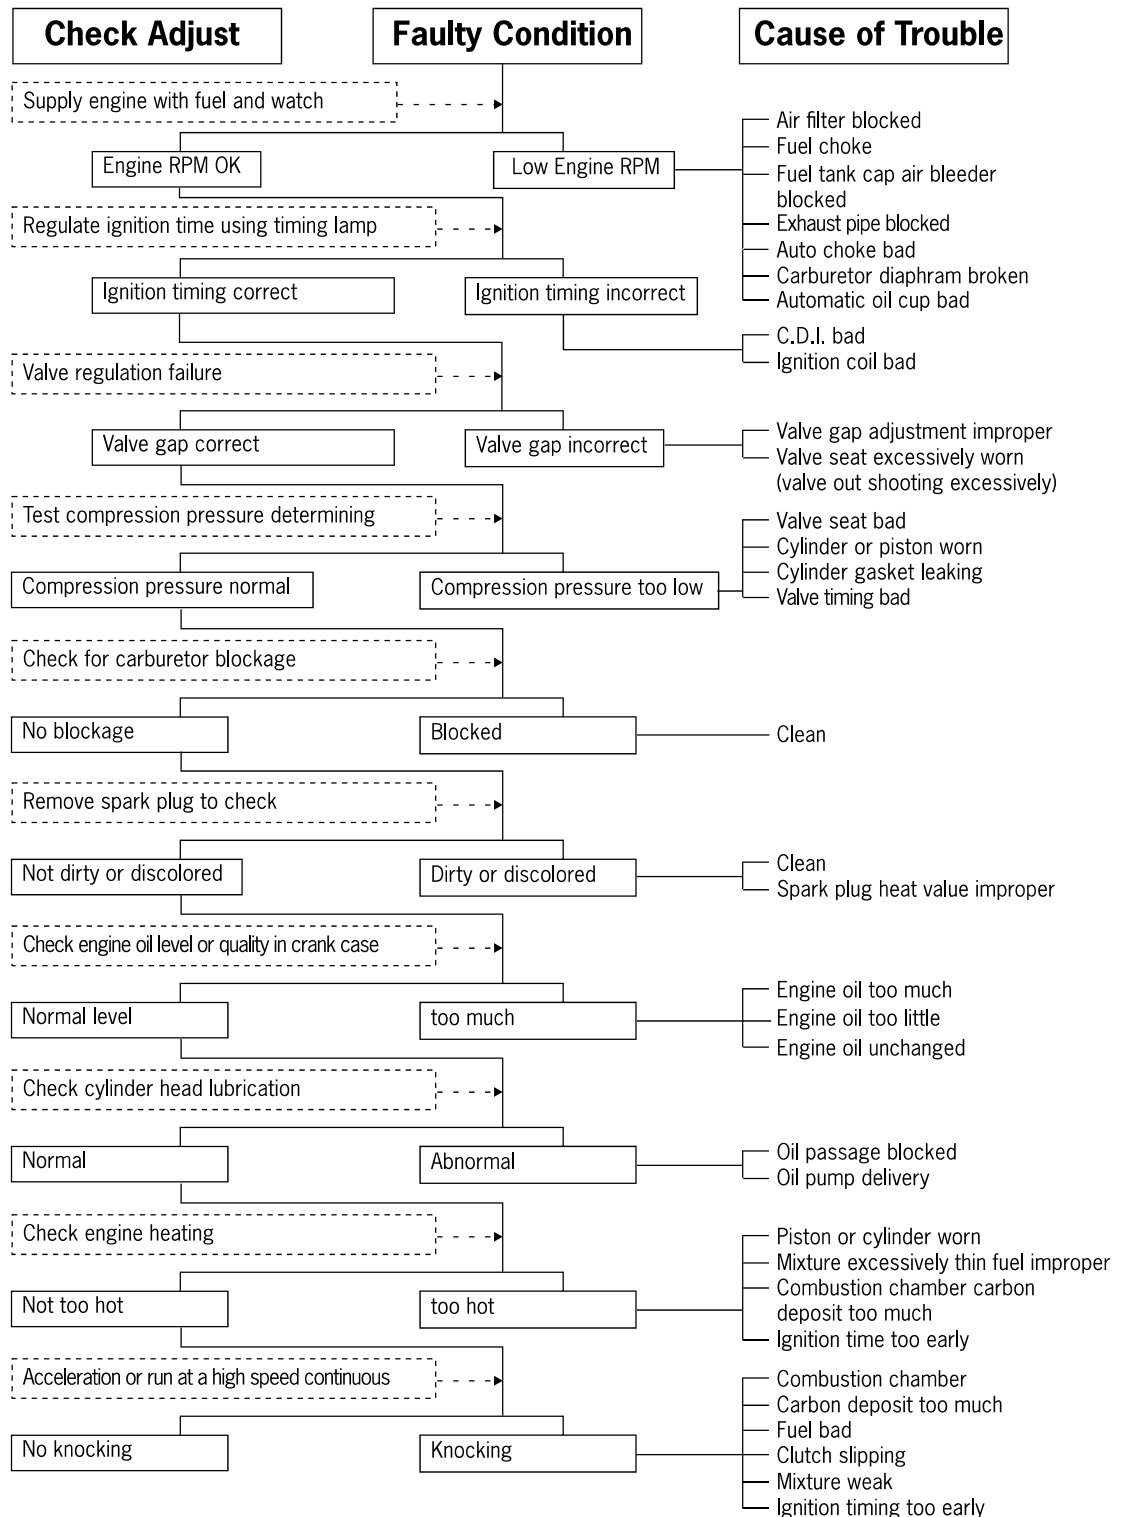 Check Adjust
Faulty Condition
Cause of Trouble
Supply engine with fuel and watch
Engine RPM OK
Low Engine RPM
Air filter blocked
Fuel choke
Fuel tank cap air bleeder
blocked
Exhaust pipe blocked
Auto choke bad
Carburetor diaphram broken
Automatic oil cup bad
Regulate ignition time using timing lamp
Ignition timing correct
Ignition timing incorrect
C.D.I. bad
Ignition coil bad
Valve regulation failure
Valve gap correct
Valve gap incorrect
Valve gap adjustment improper
Valve seat excessively worn
(valve out shooting excessively)
Test compression pressure determining
Compression pressure normal
Compression pressure too low
Valve seat bad
Cylinder or piston worn
Cylinder gasket leaking
Valve timing bad
Check for carburetor blockage
No blockage
Blocked
Clean
Remove spark plug to check
Not dirty or discolored
Dirty or discolored
Clean
Spark plug heat value improper
Check engine oil level or quality in crank case
Normal level
too much
Engine oil too much
Engine oil too little
Engine oil unchanged
Check cylinder head lubrication
Normal
Abnormal
Oil passage blocked
Oil pump delivery
Check engine heating
Not too hot
too hot
Piston or cylinder worn
Mixture excessively thin fuel improper
Combustion chamber carbon
deposit too much
Ignition time too early
Acceleration or run at a high speed continuous
No knocking
Knocking
Combustion chamber
Carbon deposit too much
Fuel bad
Clutch slipping
Mixture weak
Ignition timing too early